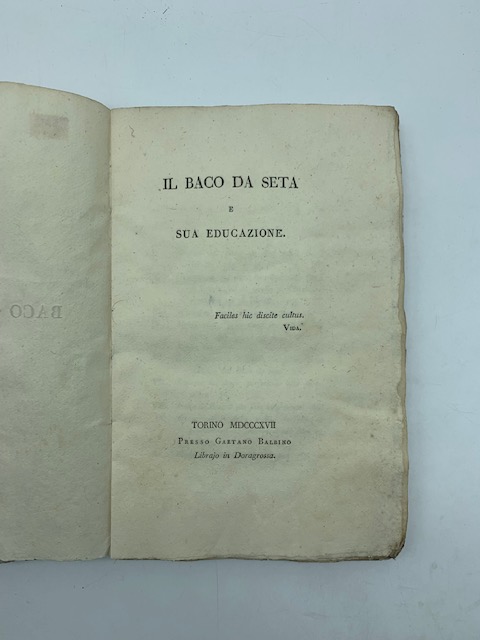 IL BACO DA SETA
E
SUA EDUCAZIONE.
Faciles hic discite cultus.
VIDA.
TORINO MDCCCXVII
PRESSO GAETANO BALBINO
Librajo in Doragrossa.
BACO